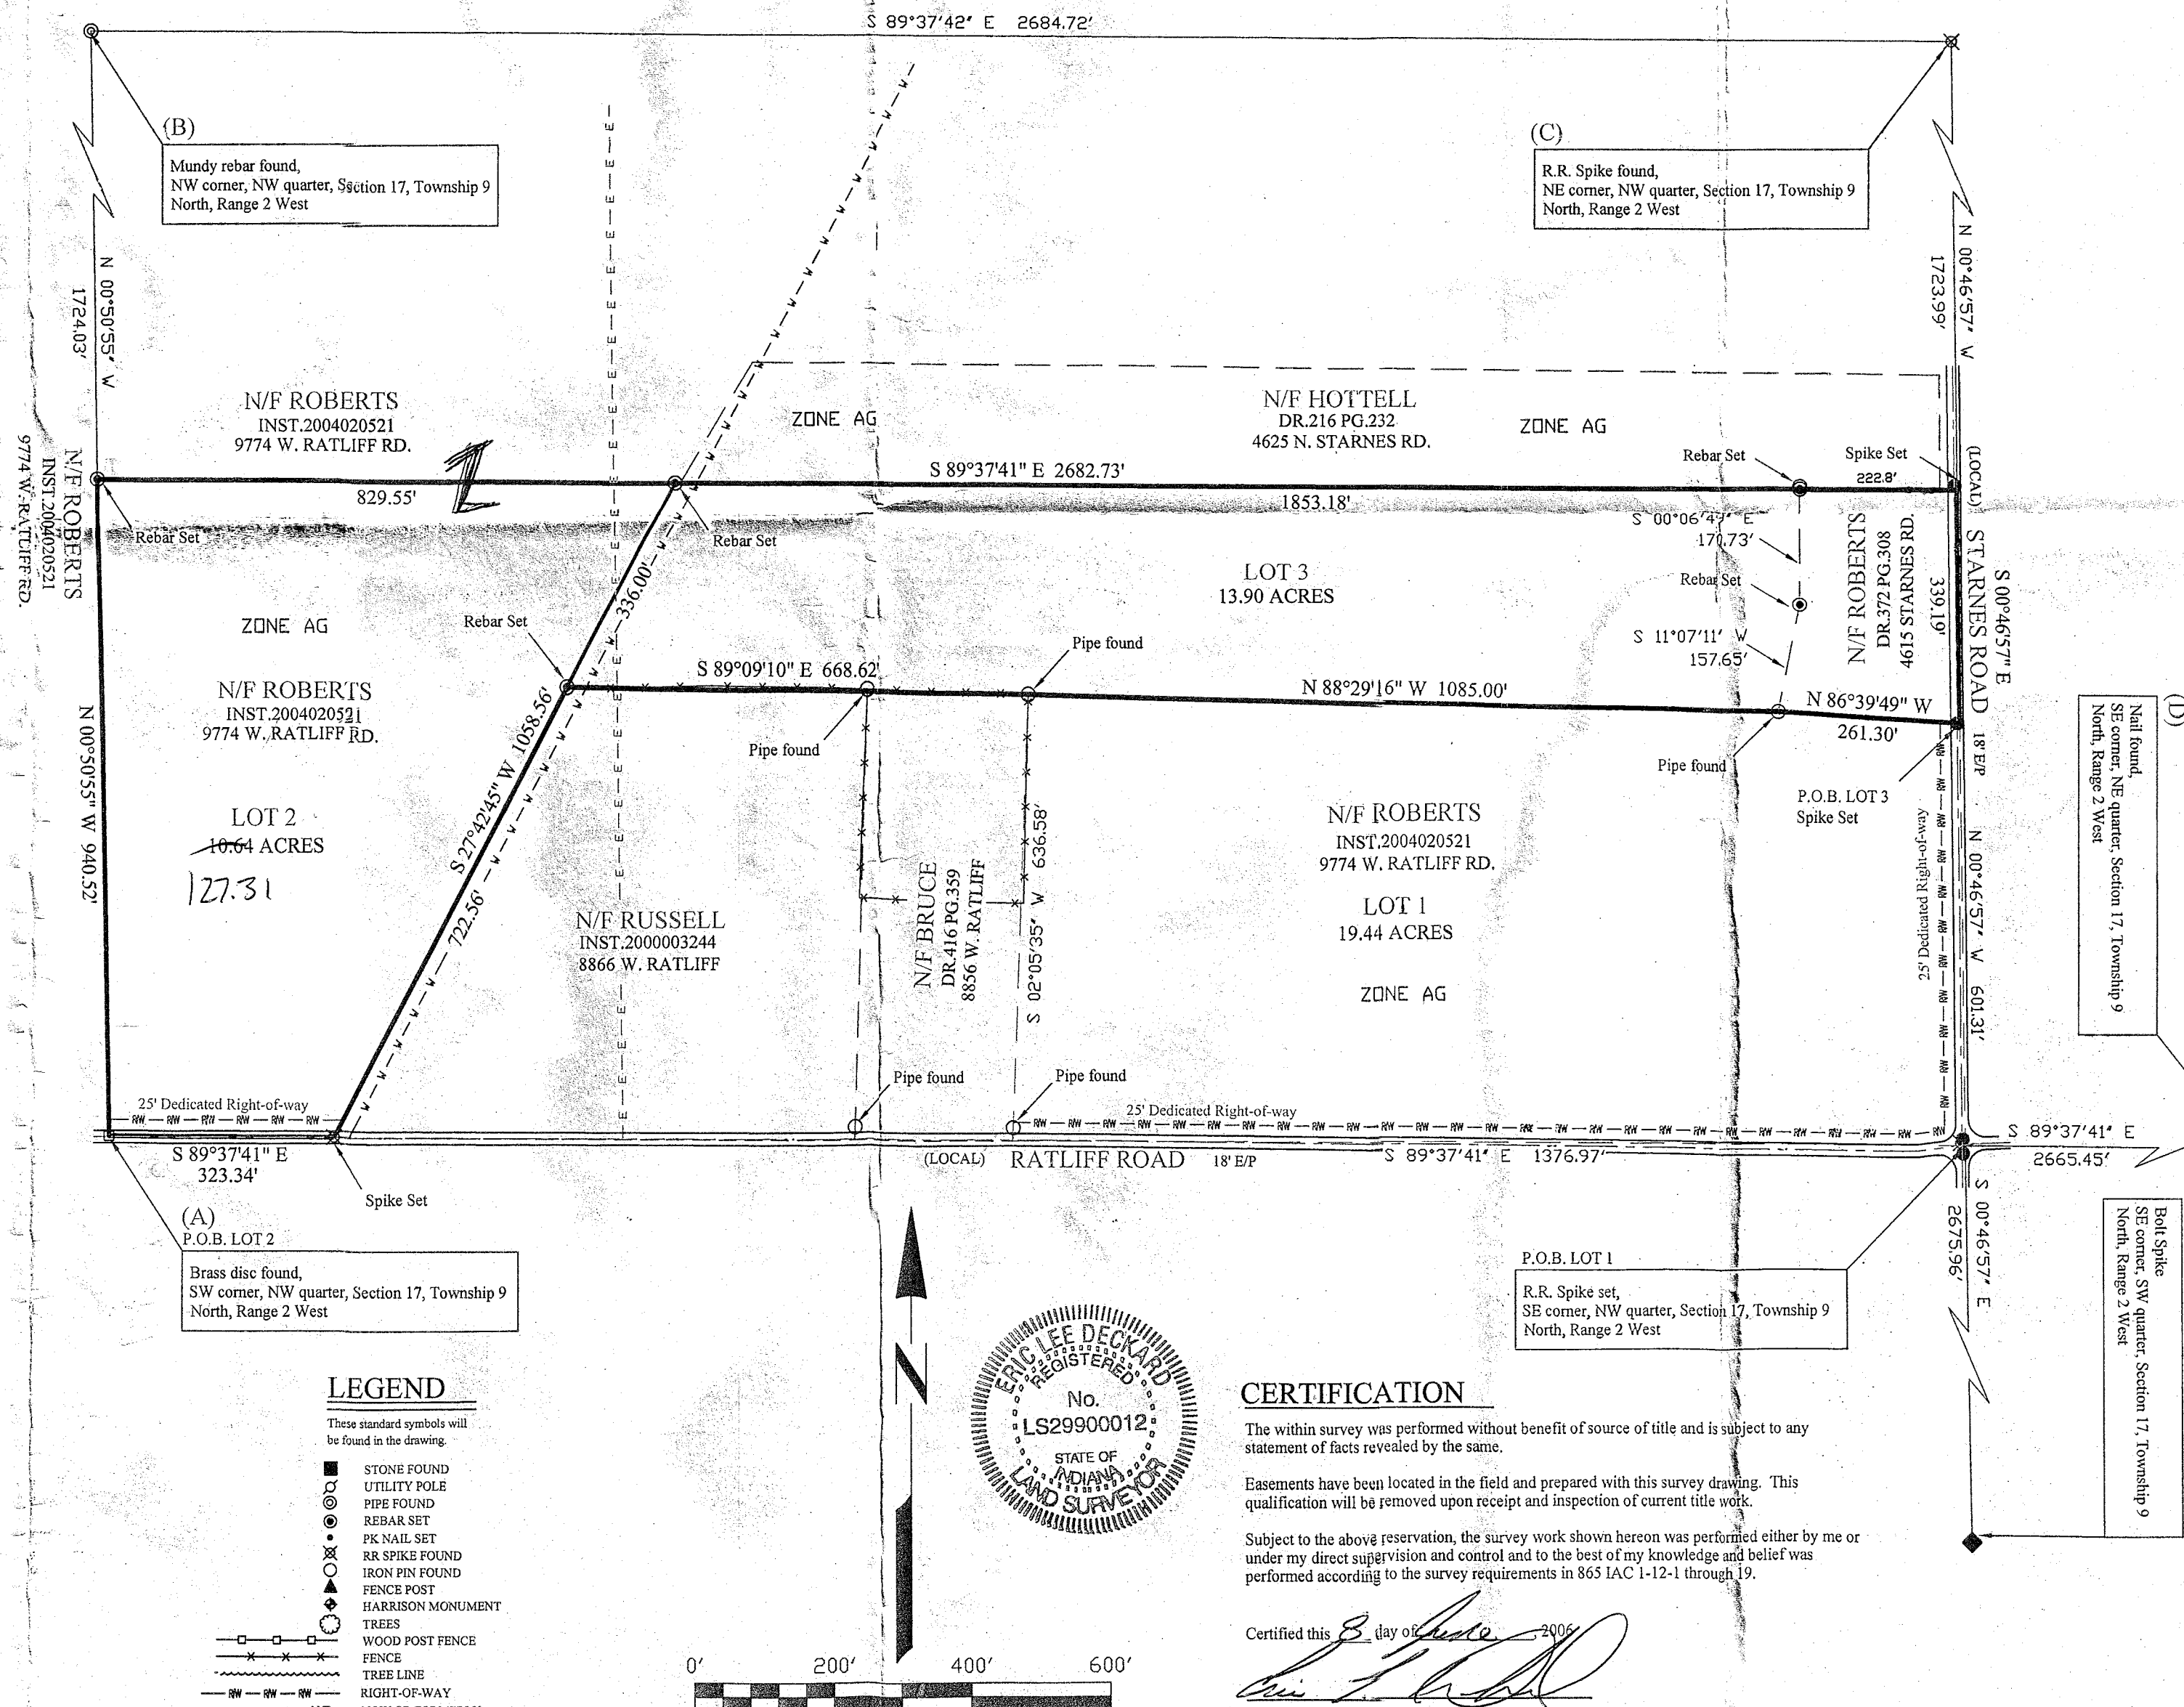 S 89°37'42" E 2684.72'
(B)
Mundy rebar found,
NW corner, NW quarter, Section 17, Township 9
North, Range 2 West
(C)
R.R. Spike found,
NE corner, NW quarter, Section 17, Township 9
North, Range 2 West
N 00°50'55" W
1724.03'
N 00°46'57" W
1723.99'
N/F ROBERTS
INST.2004020521
9774 W. RATLIFF RD.
2
ZONE AG
N/F HOTTELL
DR.216 PG.232
4625 N. STARNES RD.
ZONE AG
N/F ROBERTS
INST.2004020521
9774 W. RATLIFF RD.
829.55'
S 89°37'41" E 2682.73'
1853.18'
Rebar Set
Spike Set
222.8'
(LOCAL) STARNES ROAD 18' E/P
S 00°46'57" E
Rebar Set
Rebar Set
S 00°06'47" E
170.73'
Rebar Set
S 11°07'11" W
157.65'
N/F ROBERTS
DR.372 PG.308
4615 STARNES RD.
339.19'
LOT 3
13.90 ACRES
336.00'
ZONE AG
Rebar Set
Pipe found
S 89°09'10" E 668.62'
N 88°29'16" W 1085.00'
N 86°39'49" W
261.30'
N/F ROBERTS
INST.2004020521
9774 W. RATLIFF RD.
N 00°50'55" W 940.52'
S 27°42'45" W 1058.56'
Pipe found
Pipe found
P.O.B. LOT 3
Spike Set
(D)
Nail found,
SE corner, NE quarter, Section 17, Township 9
North, Range 2 West
LOT 2
10.64 ACRES
127.31
722.56'
N/F RUSSELL
INST.2000003244
8866 W. RATLIFF
N/F BRUCE
DR.416 PG.359
8856 W. RATLIFF
S 02°05'35" W 636.58'
N/F ROBERTS
INST.2004020521
9774 W. RATLIFF RD.
LOT 1
19.44 ACRES
ZONE AG
25' Dedicated Right-of-way
N 00°46'57" W 601.31'
Pipe found
Pipe found
25' Dedicated Right-of-way
25' Dedicated Right-of-way
S 89°37'41" E
323.34'
Spike Set
(LOCAL) RATLIFF ROAD 18' E/P
S 89°37'41" E 1376.97'
S 89°37'41" E
2665.45'
S 00°46'57" E
2675.96'
(A)
P.O.B. LOT 2
Brass disc found,
SW corner, NW quarter, Section 17, Township 9
North, Range 2 West
P.O.B. LOT 1
R.R. Spike set,
SE corner, NW quarter, Section 17, Township 9
North, Range 2 West
Bolt Spike
SE corner, SW quarter, Section 17, Township 9
North, Range 2 West
N
ERIC LEE DECKARD
REGISTERED
No.
LS29900012
STATE OF
INDIANA
LAND SURVEYOR
LEGEND
These standard symbols will
be found in the drawing.
STONE FOUND
UTILITY POLE
PIPE FOUND
REBAR SET
PK NAIL SET
RR SPIKE FOUND
IRON PIN FOUND
FENCE POST
HARRISON MONUMENT
TREES
WOOD POST FENCE
FENCE
TREE LINE
RIGHT-OF-WAY
0' 200' 400' 600'
CERTIFICATION
The within survey was performed without benefit of source of title and is subject to any
statement of facts revealed by the same.
Easements have been located in the field and prepared with this survey drawing. This
qualification will be removed upon receipt and inspection of current title work.
Subject to the above reservation, the survey work shown hereon was performed either by me or
under my direct supervision and control and to the best of my knowledge and belief was
performed according to the survey requirements in 865 IAC 1-12-1 through 19.
Certified this 8 day of June 2006